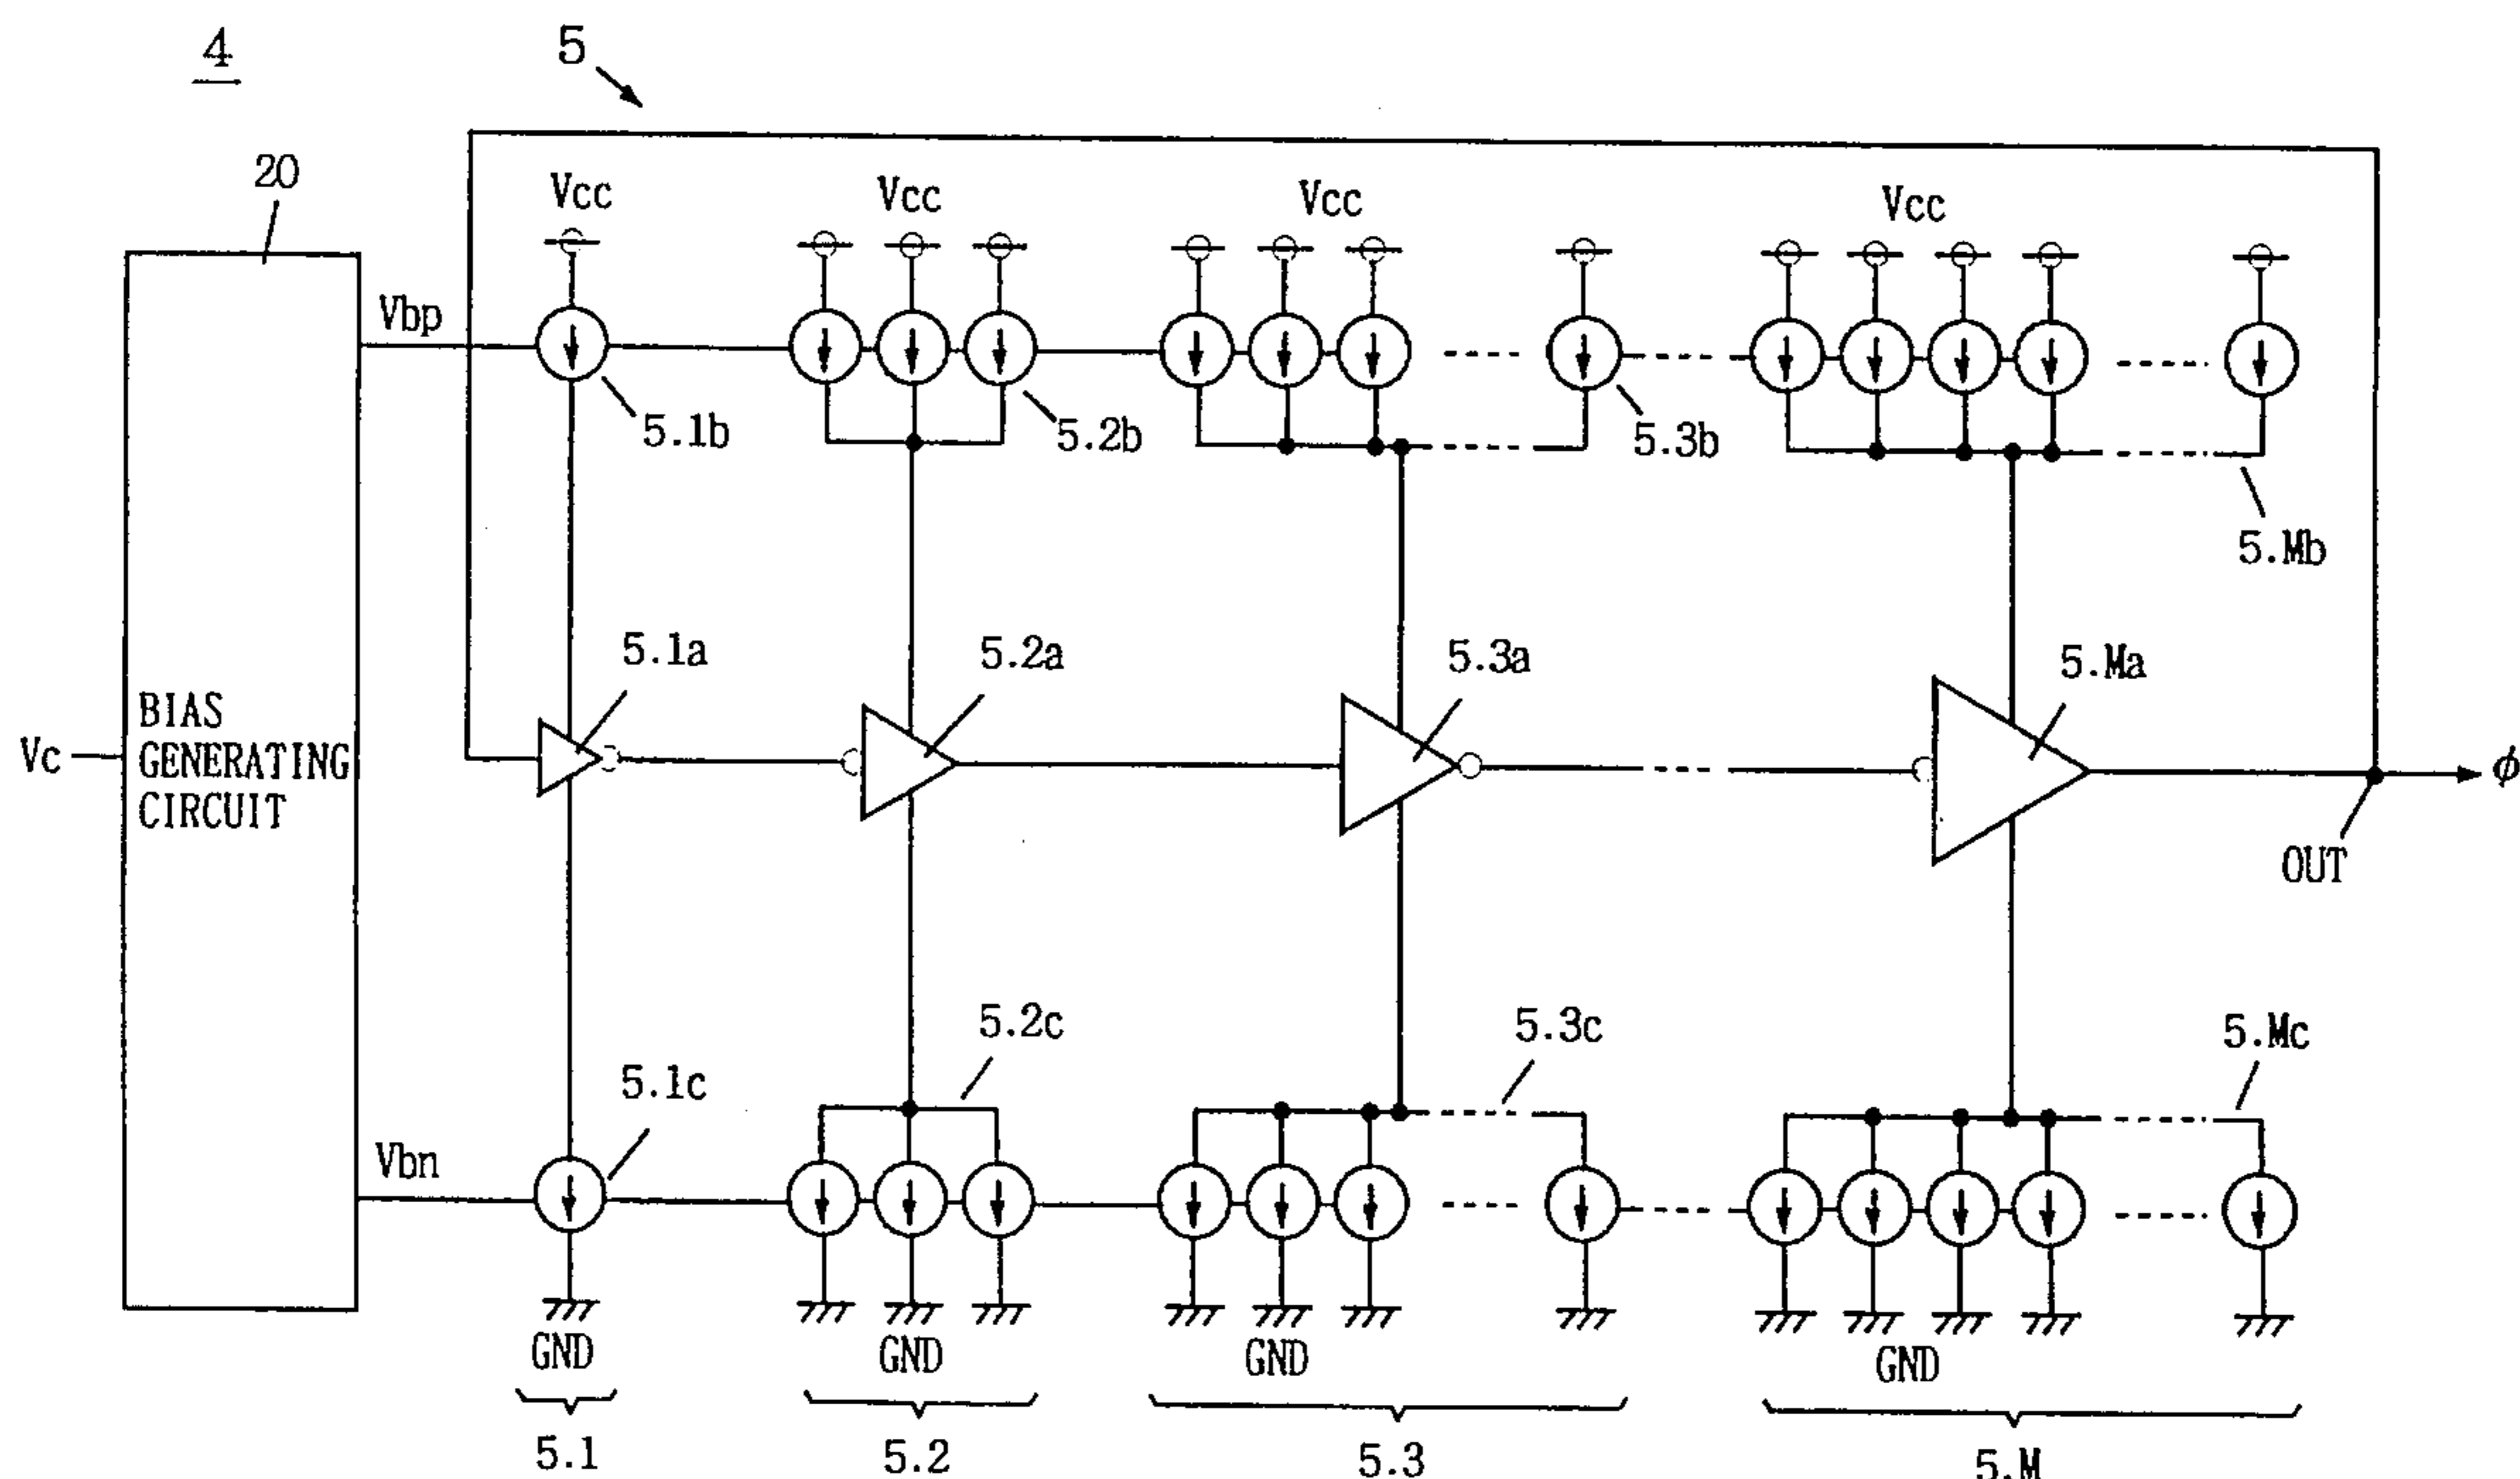 4
5
20
Vcc
Vcc
Vcc
Vcc
Vbp
5.1b
5.2b
5.3b
5.Mb
5.1a
5.2a
5.3a
5.Ma
Vc
BIAS
GENERATING
CIRCUIT
ϕ
OUT
5.1c
5.2c
5.3c
5.Mc
Vbn
GND
GND
GND
GND
5.1
5.2
5.3
5.M